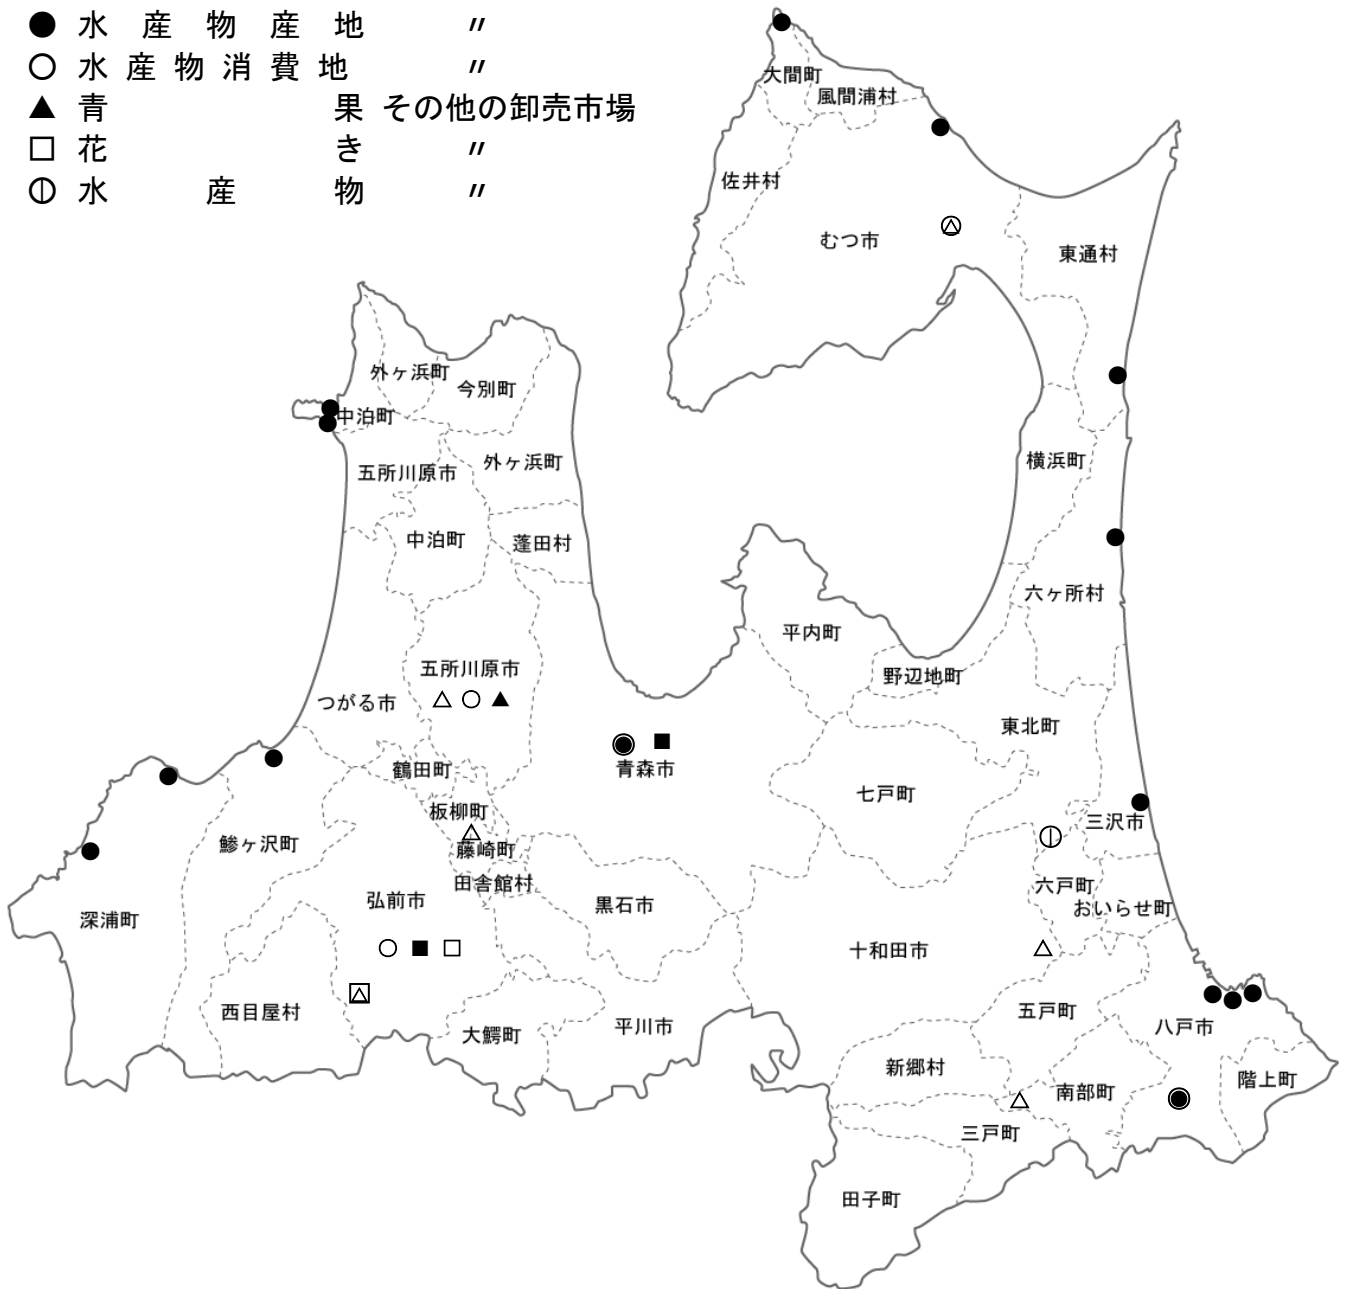 ● 水産物産地 〃
○ 水産物消費地 〃
▲ 青果 その他の卸売市場
□ 花き 〃
⦶ 水産物 〃
大間町
風間浦村
佐井村
むつ市
東通村
外ヶ浜町
今別町
中泊町
横浜町
外ヶ浜町
五所川原市
中泊町
蓬田村
六ヶ所村
平内町
五所川原市
野辺地町
つがる市
東北町
青森市
鶴田町
七戸町
板柳町
三沢市
鰺ヶ沢町
藤崎町
田舎館村
六戸町
弘前市
黒石市
おいらせ町
深浦町
十和田市
西目屋村
五戸町
八戸市
大鰐町
平川市
新郷村
階上町
南部町
三戸町
田子町